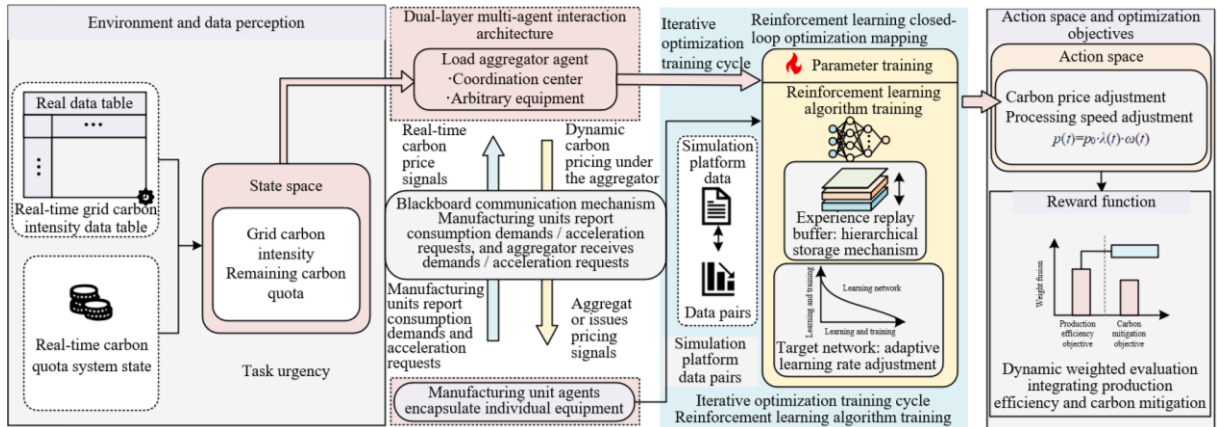 Environment and data perception
Real data table
•••
Real-time grid carbon
intensity data table
Real-time carbon
quota system state
State space
Grid carbon
intensity
Remaining carbon
quota
Task urgency
Dual-layer multi-agent interaction
architecture
Load aggregator agent
·Coordination center
·Arbitrary equipment
Real-time
carbon
price
signals
Dynamic
carbon
pricing under
the aggregator
Blackboard communication mechanism
Manufacturing units report
consumption demands / acceleration
requests, and aggregator receives
demands / acceleration requests
Manufacturing
units report
consumption
demands and
acceleration
requests
Aggregat
or issues
pricing
signals
Manufacturing unit agents
encapsulate individual equipment
Iterative
optimization
training cycle
Reinforcement learning closed-
loop optimization mapping
Simulation
platform
data
Data pairs
Simulation
platform
data pairs
Parameter training
Reinforcement learning
algorithm training
Experience replay
buffer: hierarchical
storage mechanism
Learning and training
Learning network
Learning and training
Target network: adaptive
learning rate adjustment
Iterative optimization training cycle
Reinforcement learning algorithm training
Action space and optimization
objectives
Action space
Carbon price adjustment
Processing speed adjustment
p(t)=p₀·λ(t)·ω(t)
Reward function
Weight fusion
Production
efficiency
objective
Carbon
mitigation
objective
Dynamic weighted evaluation
integrating production
efficiency and carbon mitigation